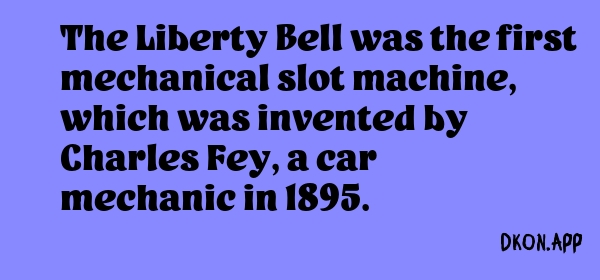 The Liberty Bell was the first
mechanical slot machine,
which was invented by
Charles Fey, a car
mechanic in 1895.
DKON.APP